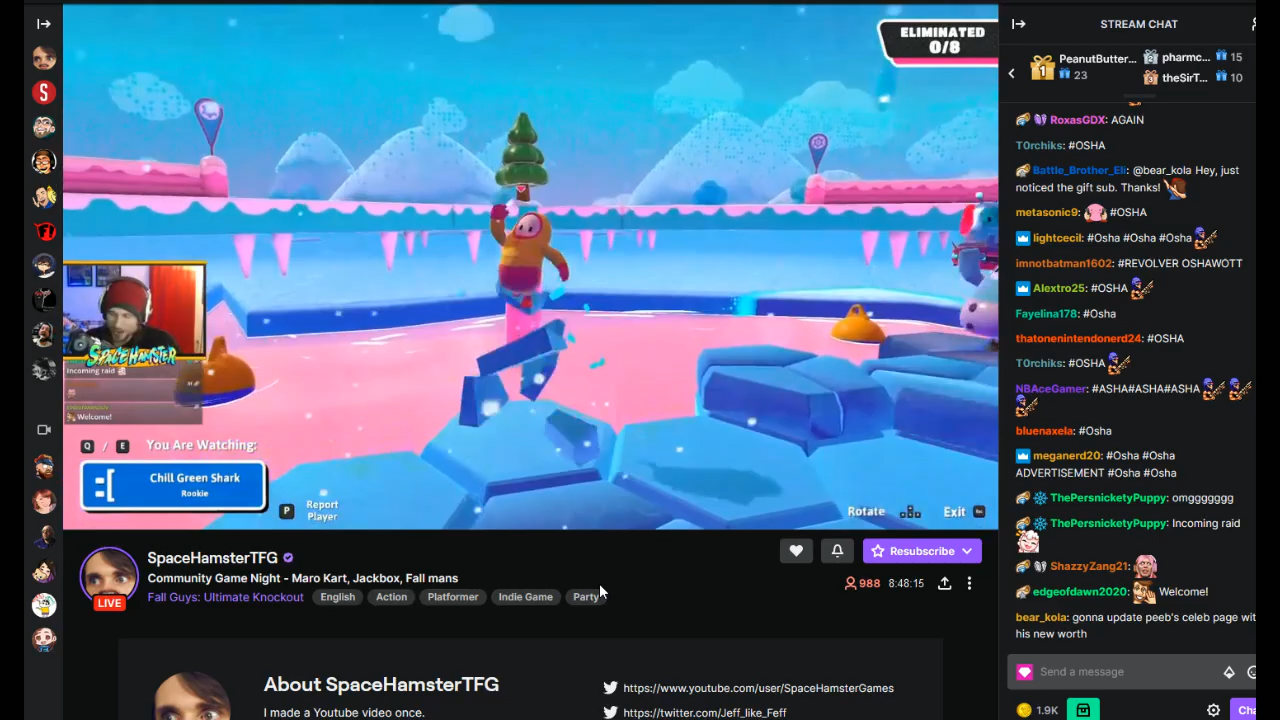 STREAM CHAT
ELIMINATED
0/8
PeanutButter...
23
pharmc... 15
theSirT... 10
RoxasGDX: AGAIN
T0rchiks: #OSHA
Battle_Brother_Eli: @bear_kola Hey, just
noticed the gift sub. Thanks!
metasonic9: #OSHA
lightcecil: #Osha #Osha #Osha
imnotbatman1602: #REVOLVER OSHAWOTT
Alextro25: #OSHA
Fayelina178: #Osha
thatonenintendonerd24: #OSHA
T0rchiks: #OSHA
NBAceGamer: #ASHA#ASHA#ASHA
bluenaxela: #Osha
meganerd20: #Osha #Osha
ADVERTISEMENT #Osha #Osha
ThePersnicketyPuppy: omggggggg
ThePersnicketyPuppy: Incoming raid
ShazzyZang21:
edgeofdawn2020: Welcome!
bear_kola: gonna update peeb's celeb page wit
his new worth
Send a message
1.9K
Cha
SPACEHAMSTER
Incoming raid
Welcome!
Q / E You Are Watching:
Chill Green Shark
Rookie
P Report
Player
Rotate
Exit
SpaceHamsterTFG
Community Game Night - Maro Kart, Jackbox, Fall mans
Fall Guys: Ultimate Knockout English Action Platformer Indie Game Party
LIVE
Resubscribe
988 8:48:15
About SpaceHamsterTFG
I made a Youtube video once.
https://www.youtube.com/user/SpaceHamsterGames
https://twitter.com/Jeff_like_Feff